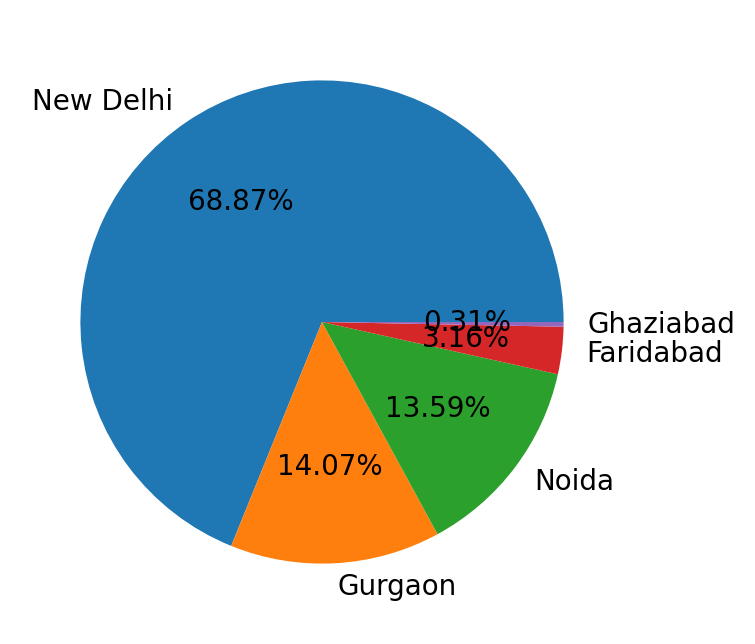 New Delhi
68.87%
0.31%
Ghaziabad
3.16%
Faridabad
13.59%
14.07%
Noida
Gurgaon